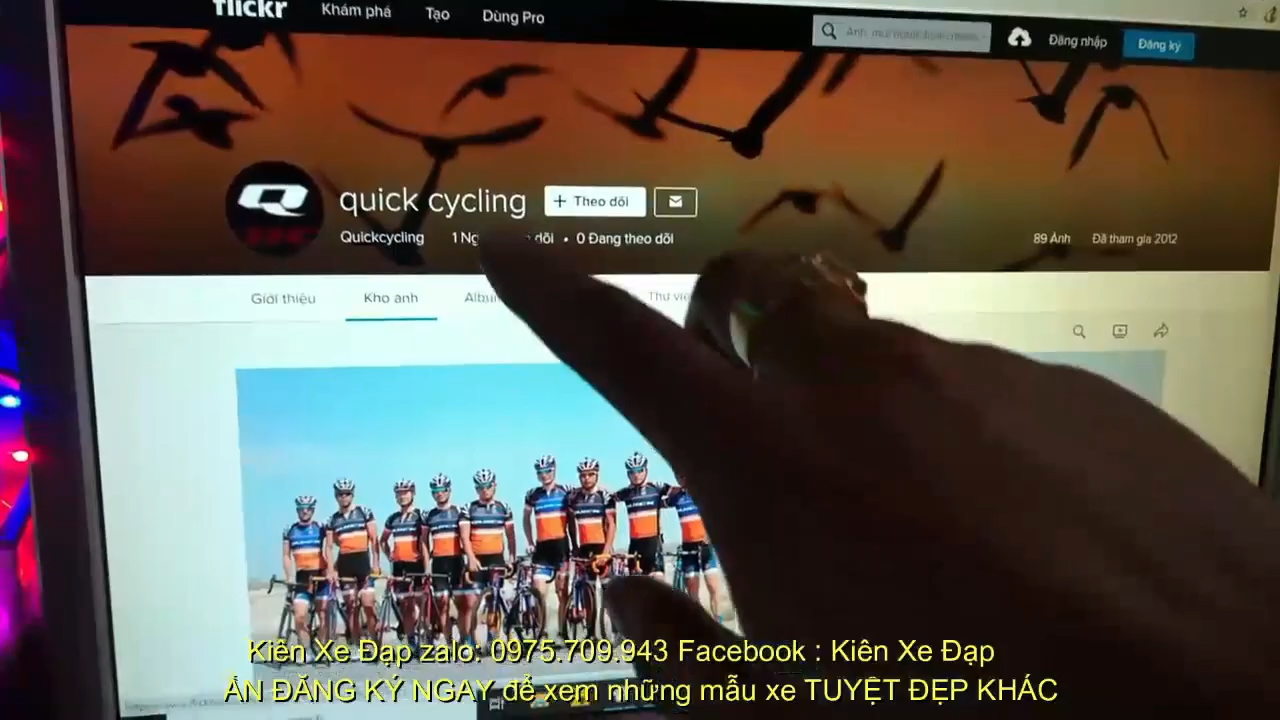 flickr Khám phá Tạo Dùng Pro
Đăng nhập Đăng ký
quick cycling + Theo dõi
Quickcycling 1 dõi • 0 Đang theo dõi 89 Ảnh Đã tham gia 2012
Giới thiệu Kho ảnh
Kiên Xe Đạp zalo: 0975.709.943 Facebook : Kiên Xe Đạp
ẤN ĐĂNG KÝ NGAY để xem những mẫu xe TUYỆT ĐẸP KHÁC